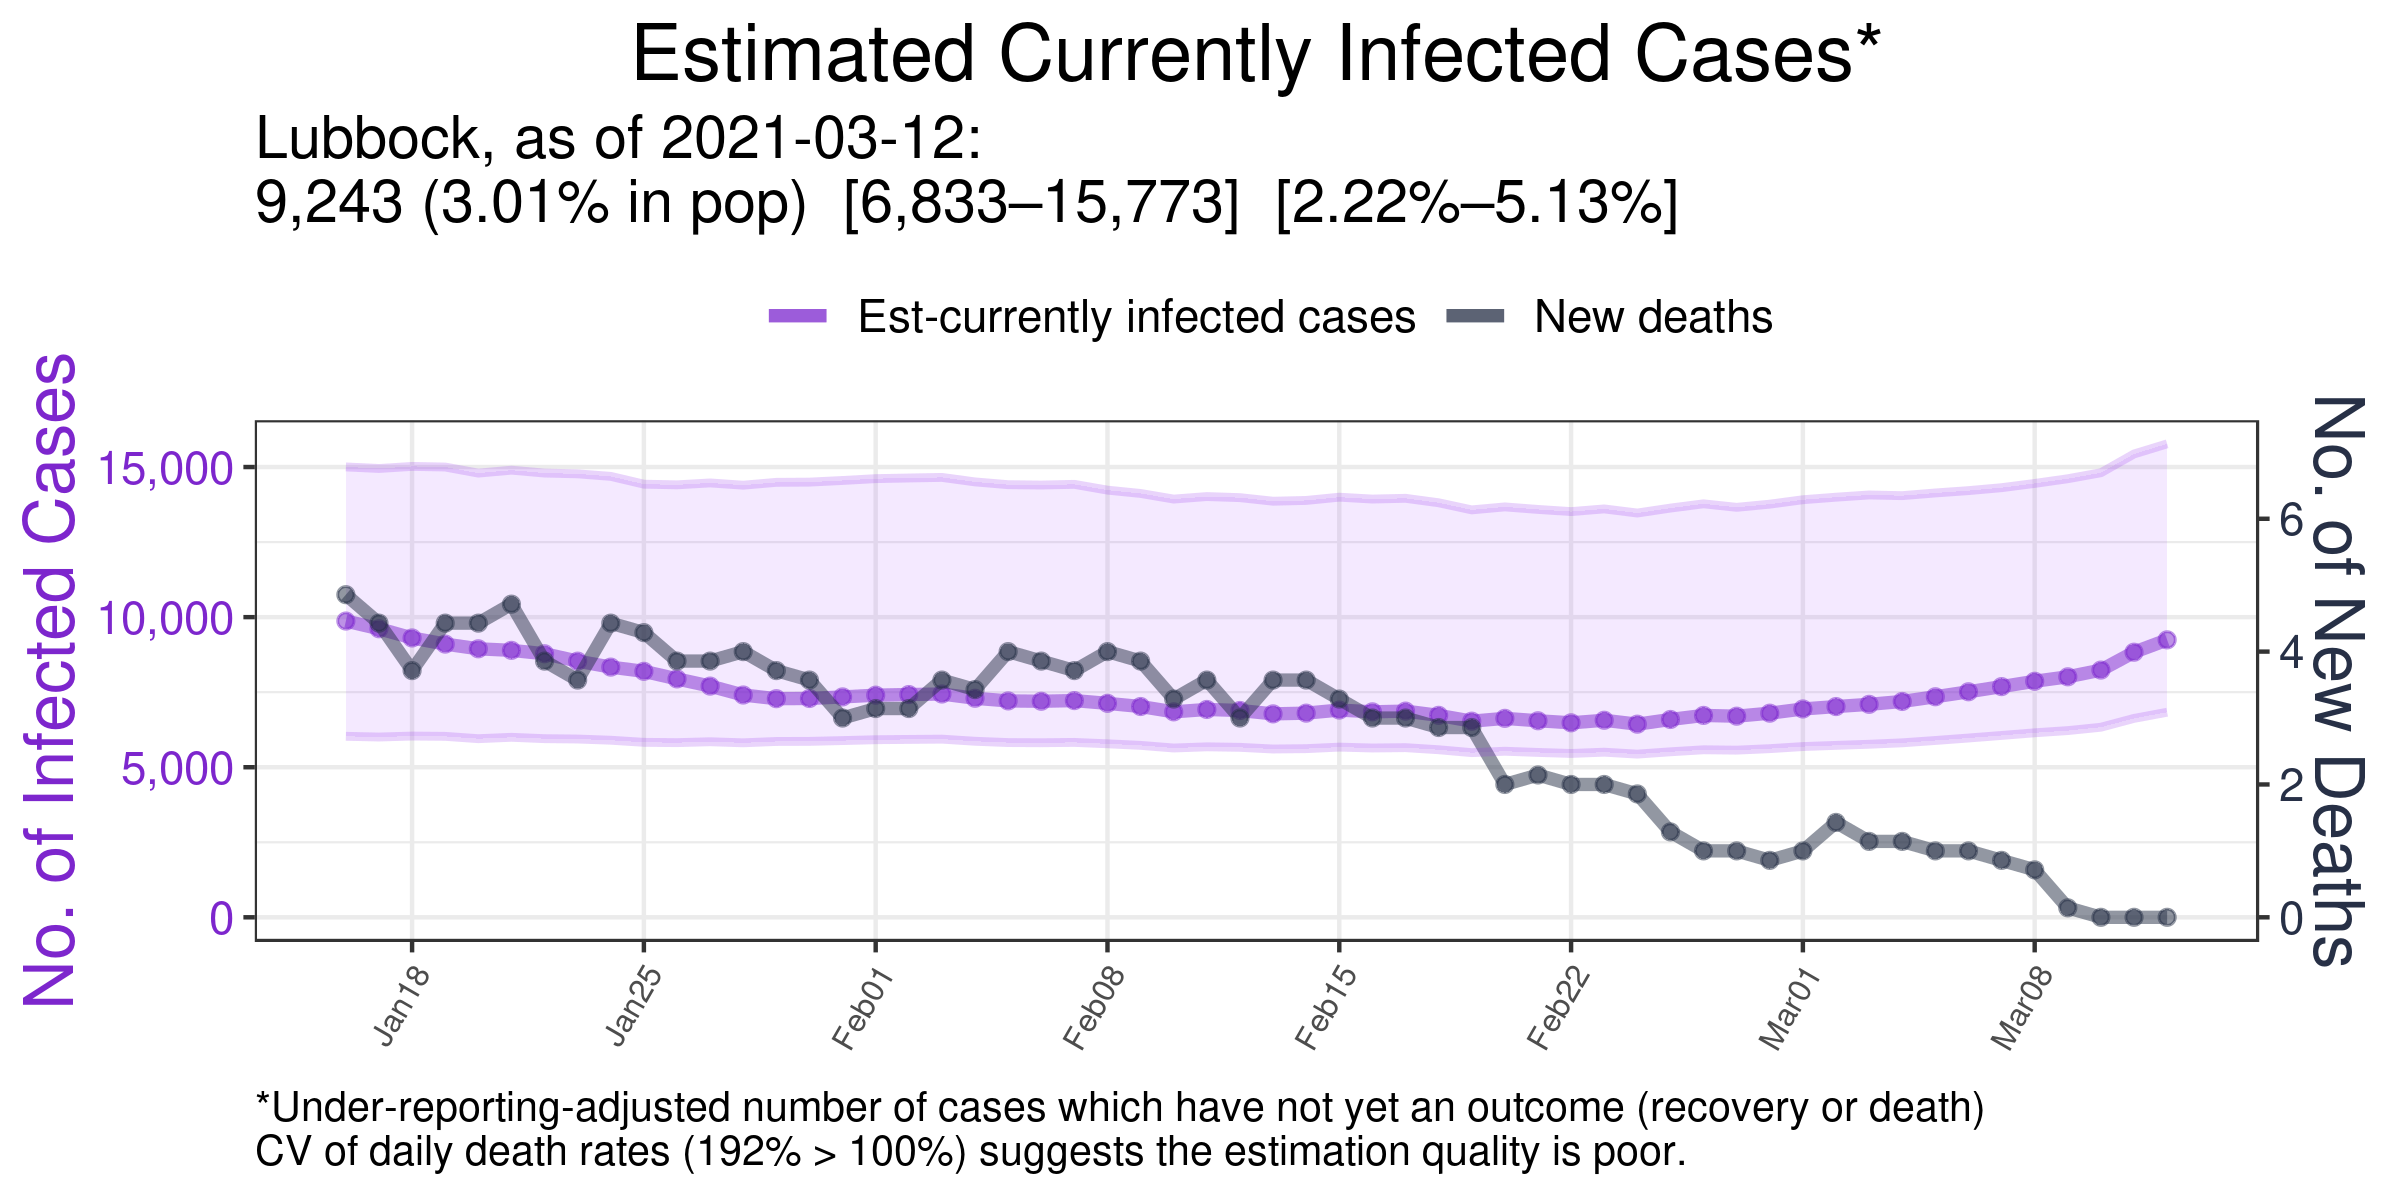 Estimated Currently Infected Cases*
Lubbock, as of 2021-03-12:
9,243 (3.01% in pop)  [6,833–15,773]  [2.22%–5.13%]
Est-currently infected cases
New deaths
No. of Infected Cases
15,000
10,000
5,000
0
No. of New Deaths
6
4
2
0
Jan18
Jan25
Feb01
Feb08
Feb15
Feb22
Mar01
Mar08
*Under-reporting-adjusted number of cases which have not yet an outcome (recovery or death)
CV of daily death rates (192% > 100%) suggests the estimation quality is poor.